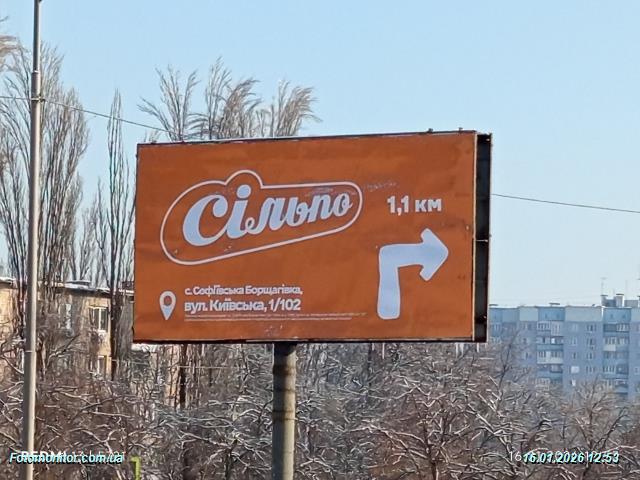 Сільпо
1,1 км
с. Софіївська Борщагівка,
вул. Київська, 1/102
Fotomonitor.com.ua
16.01.2026 12:53